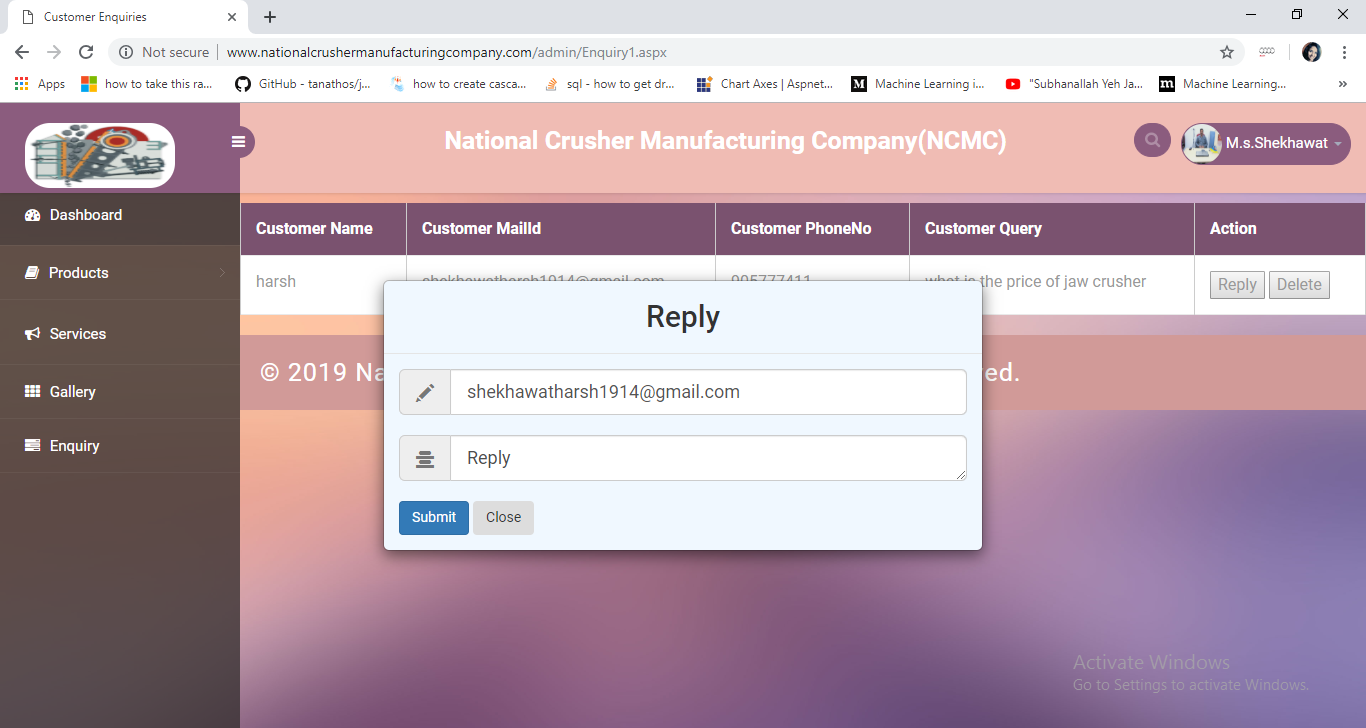 Customer Enquiries
Not secure www.nationalcrushermanufacturingcompany.com/admin/Enquiry1.aspx
Apps how to take this ra... GitHub - tanathos/j... how to create casca... sql - how to get dr... Chart Axes | Aspnet... M Machine Learning i... "Subhanallah Yeh Ja... m Machine Learning... »
National Crusher Manufacturing Company(NCMC)
M.s.Shekhawat
Dashboard
Products
Services
Gallery
Enquiry
Customer Name Customer MailId Customer PhoneNo Customer Query Action
harsh shekhawatharsh1914@gmail.com 995777411 what is the price of jaw crusher Reply Delete
Reply
shekhawatharsh1914@gmail.com
Reply
Submit Close
© 2019 Na ed.
Activate Windows
Go to Settings to activate Windows.